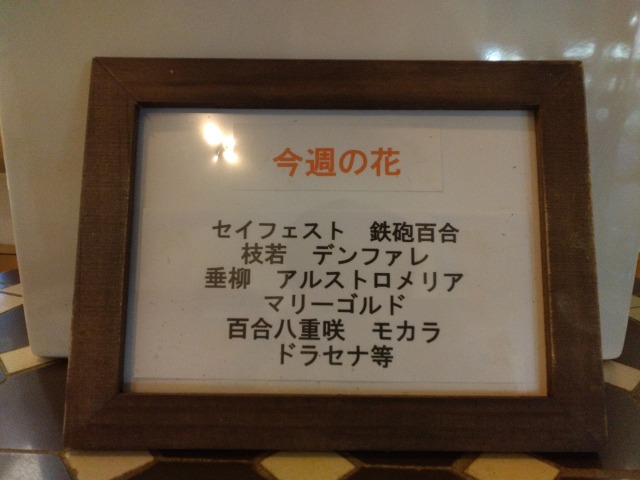 今週の花
セイフェスト 鉄砲百合
枝若 デンファレ
垂柳 アルストロメリア
マリーゴルド
百合八重咲 モカラ
ドラセナ等